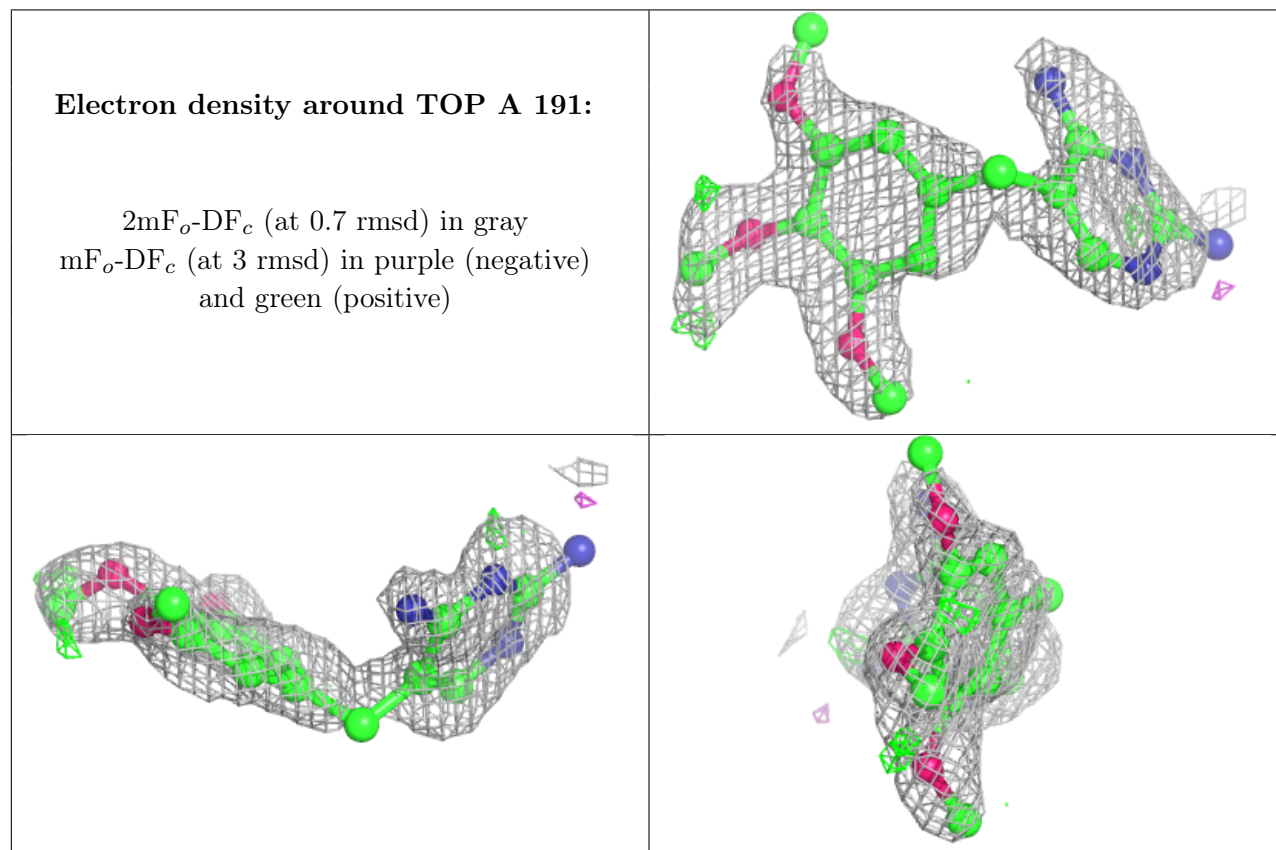 Electron density around TOP A 191:
2mFo-DFc (at 0.7 rmsd) in gray
mFo-DFc (at 3 rmsd) in purple (negative)
and green (positive)